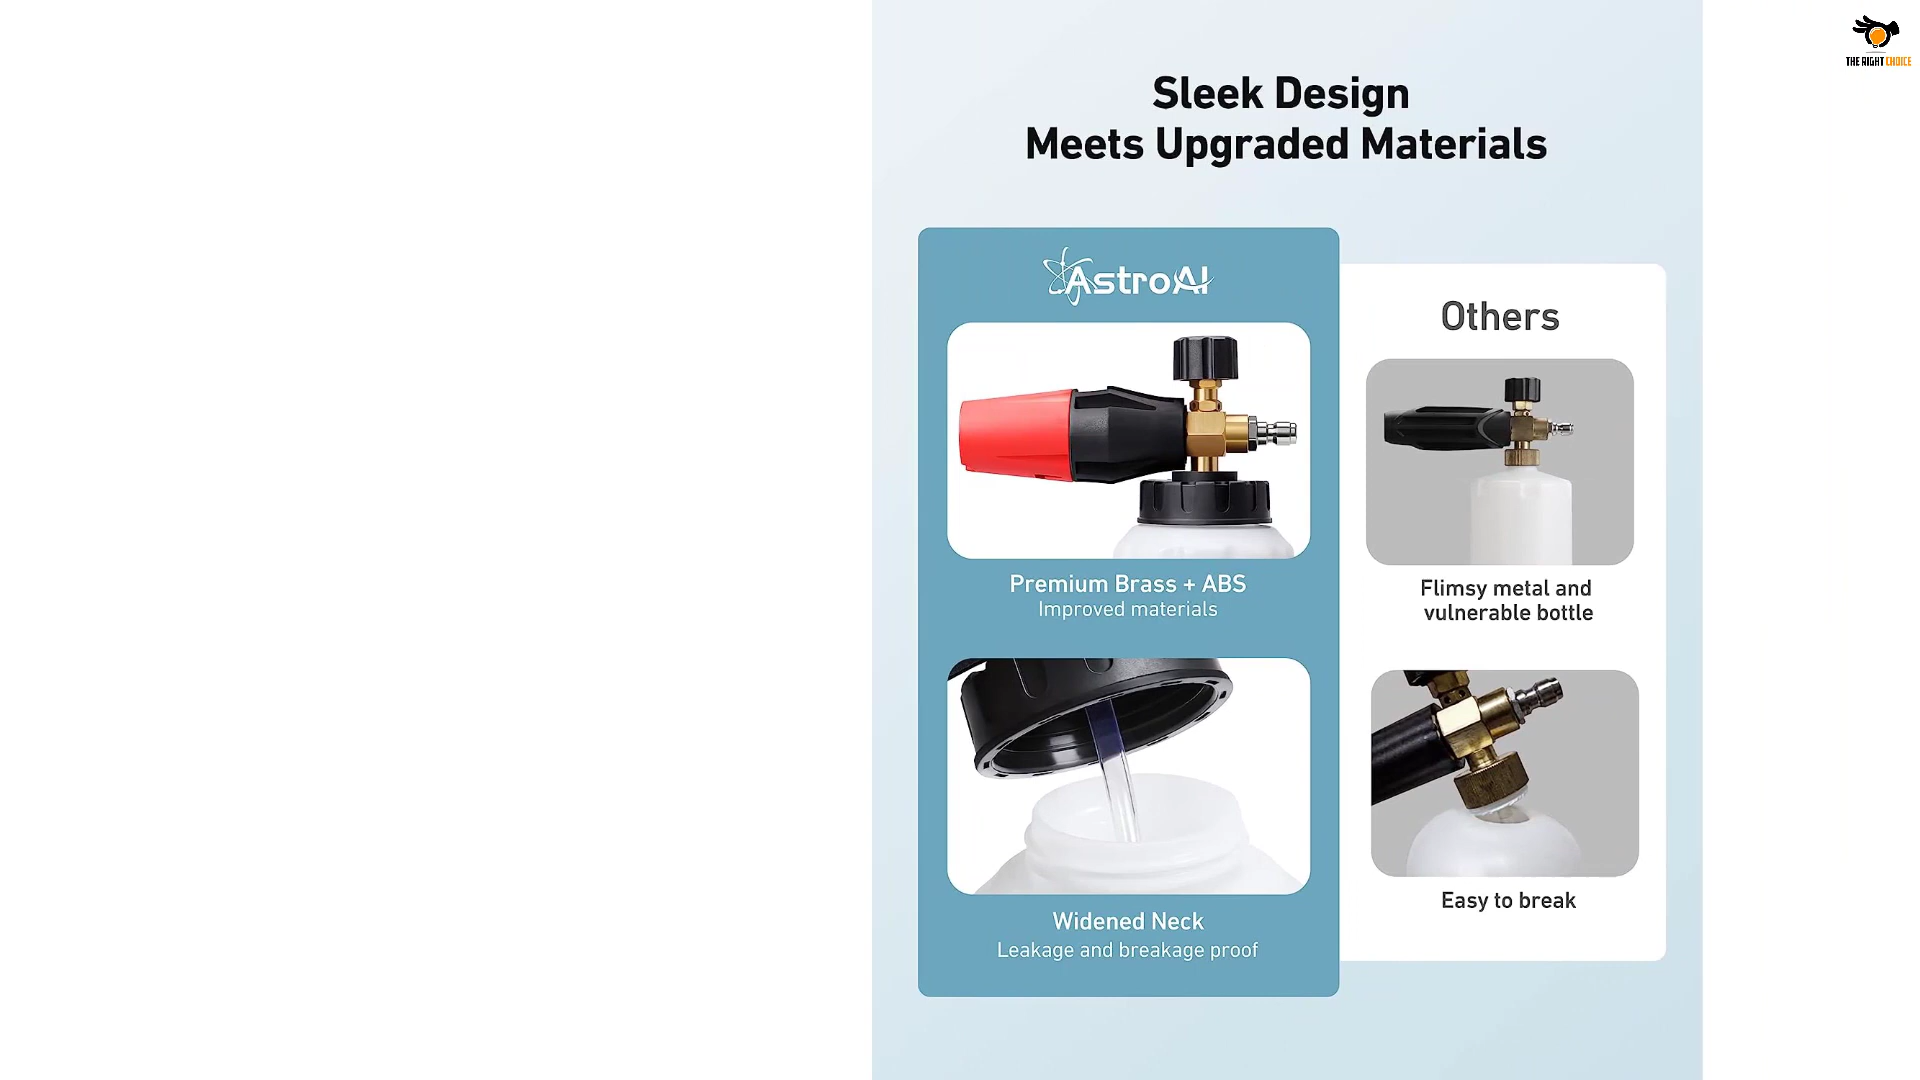 THE RIGHT CHOICE
Sleek Design
Meets Upgraded Materials
AstroAI
Premium Brass + ABS
Improved materials
Widened Neck
Leakage and breakage proof
Others
Flimsy metal and
vulnerable bottle
Easy to break